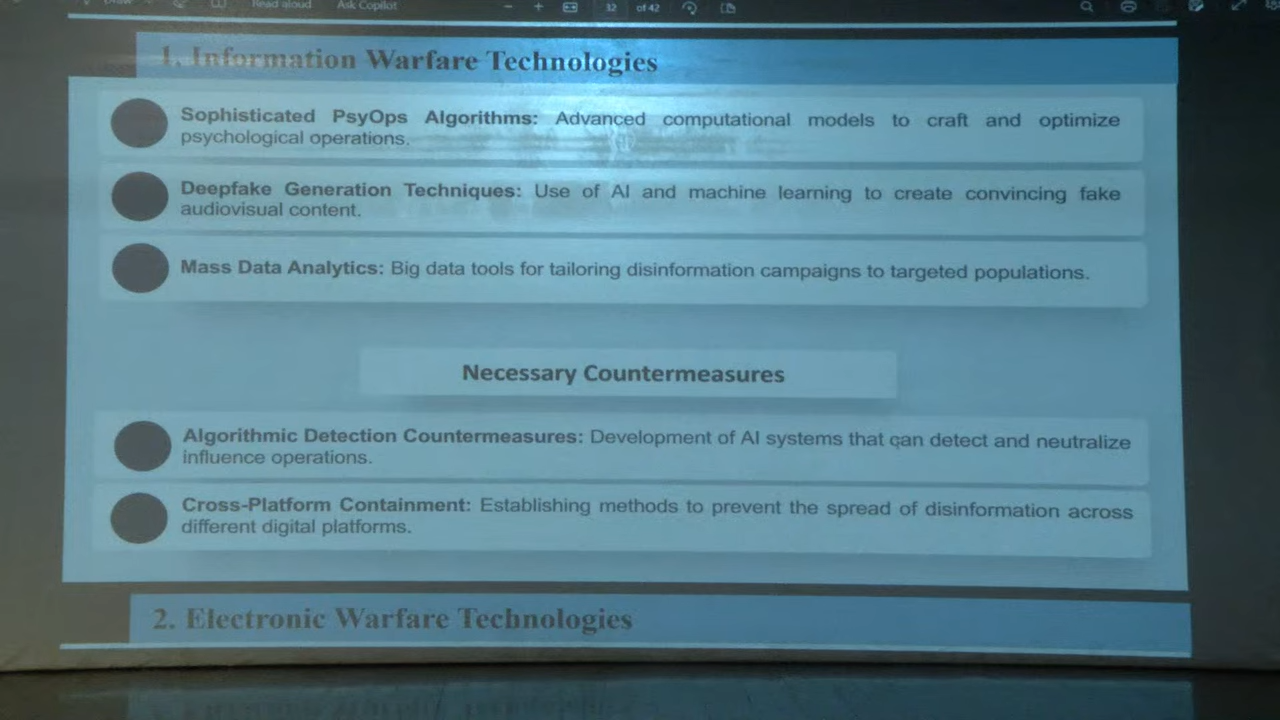 Read aloud Ask Copilot 32 of 42
1. Information Warfare Technologies
Sophisticated PsyOps Algorithms: Advanced computational models to craft and optimize
psychological operations.
Deepfake Generation Techniques: Use of AI and machine learning to create convincing fake
audiovisual content.
Mass Data Analytics: Big data tools for tailoring disinformation campaigns to targeted populations.
Necessary Countermeasures
Algorithmic Detection Countermeasures: Development of AI systems that can detect and neutralize
influence operations.
Cross-Platform Containment: Establishing methods to prevent the spread of disinformation across
different digital platforms.
2. Electronic Warfare Technologies